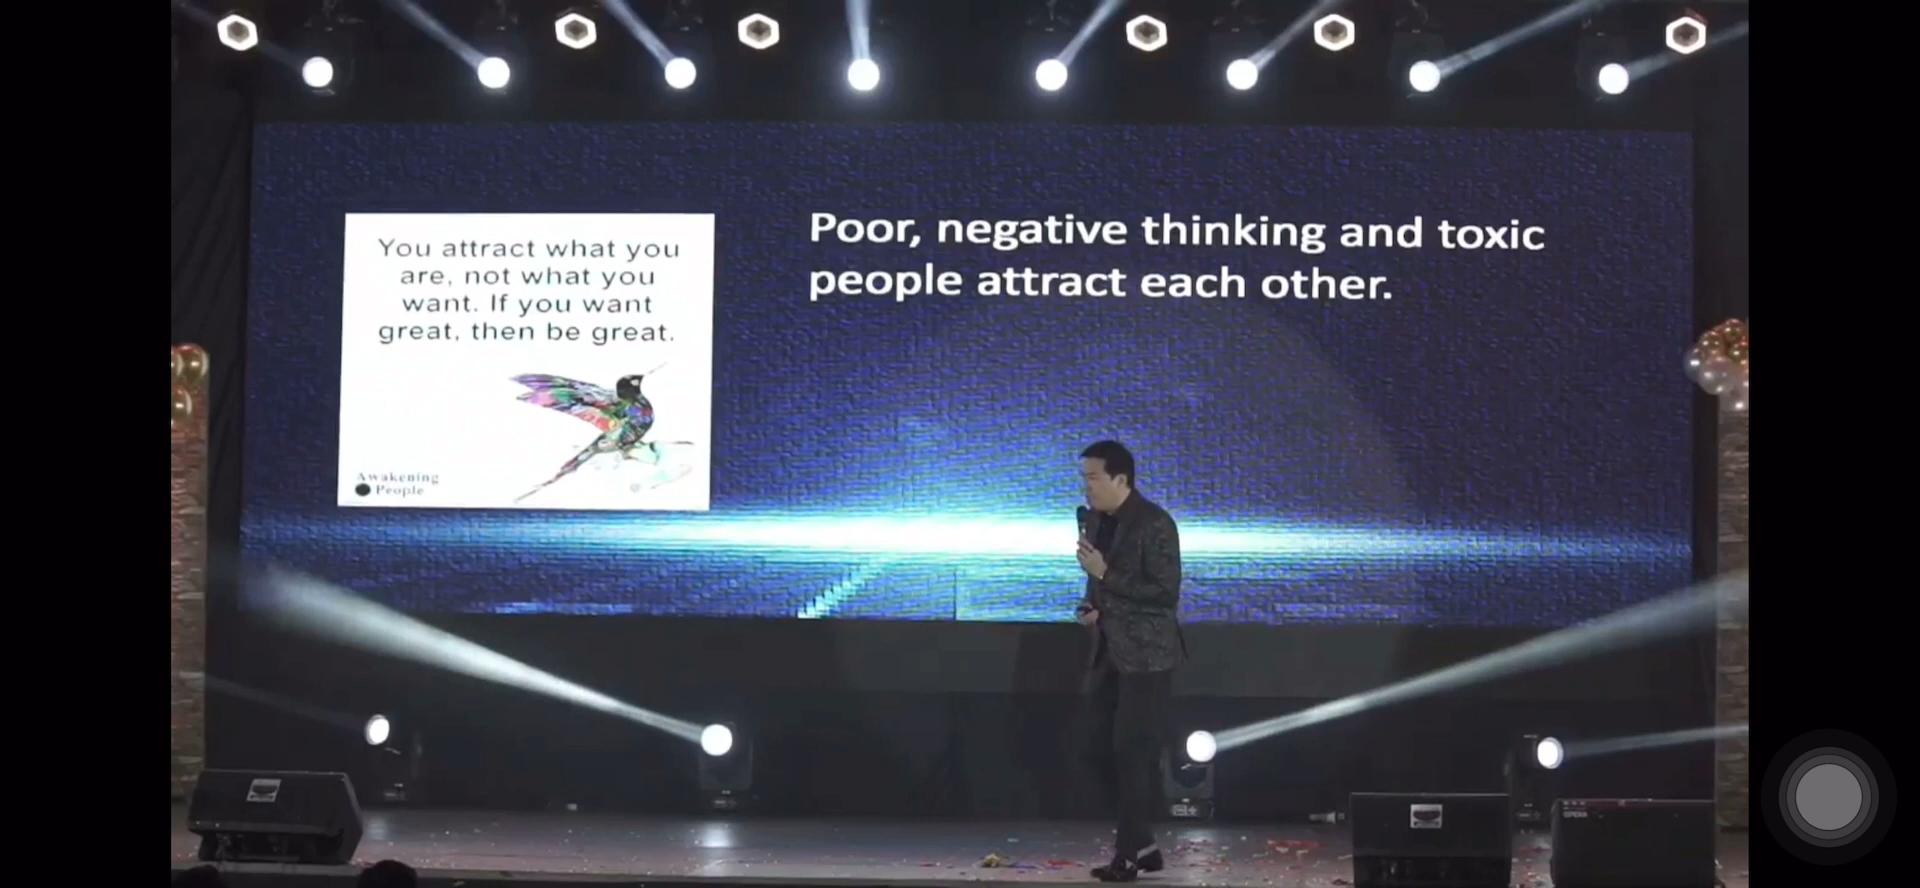 You attract what you
are, not what you
want. If you want
great, then be great.
Awakening
People
Poor, negative thinking and toxic
people attract each other.